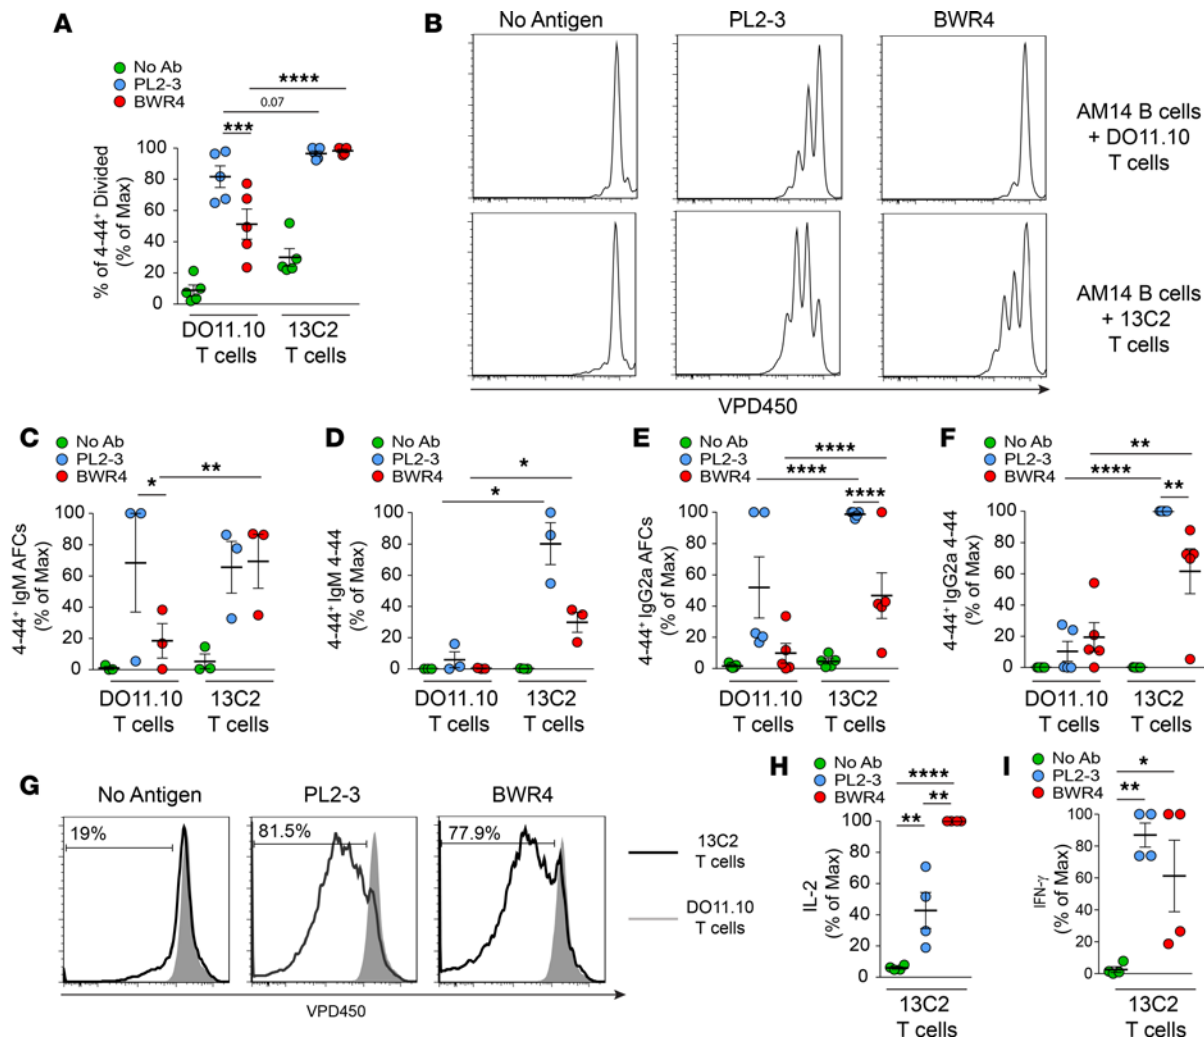 A
No Ab
PL2-3
BWR4
****
0.07
***
% of 4-44⁺ Divided
(% of Max)
100
80
60
40
20
0
DO11.10
T cells
13C2
T cells
B
No Antigen
PL2-3
BWR4
AM14 B cells
+ DO11.10
T cells
AM14 B cells
+ 13C2
T cells
VPD450
C
No Ab
PL2-3
BWR4
**
*
4-44⁺ IgM AFCs
(% of Max)
100
80
60
40
20
0
DO11.10
T cells
13C2
T cells
D
No Ab
PL2-3
BWR4
*
*
4-44⁺ IgM 4-44
(% of Max)
100
80
60
40
20
0
DO11.10
T cells
13C2
T cells
E
No Ab
PL2-3
BWR4
****
****
****
4-44⁺ IgG2a AFCs
(% of Max)
100
80
60
40
20
0
DO11.10
T cells
13C2
T cells
F
No Ab
PL2-3
BWR4
**
****
**
4-44⁺ IgG2a 4-44
(% of Max)
100
80
60
40
20
0
DO11.10
T cells
13C2
T cells
G
No Antigen
PL2-3
BWR4
19%
81.5%
77.9%
13C2
T cells
DO11.10
T cells
VPD450
H
No Ab
PL2-3
BWR4
****
**
**
IL-2
(% of Max)
100
80
60
40
20
0
13C2
T cells
I
No Ab
PL2-3
BWR4
*
**
IFN-γ
(% of Max)
100
80
60
40
20
0
13C2
T cells